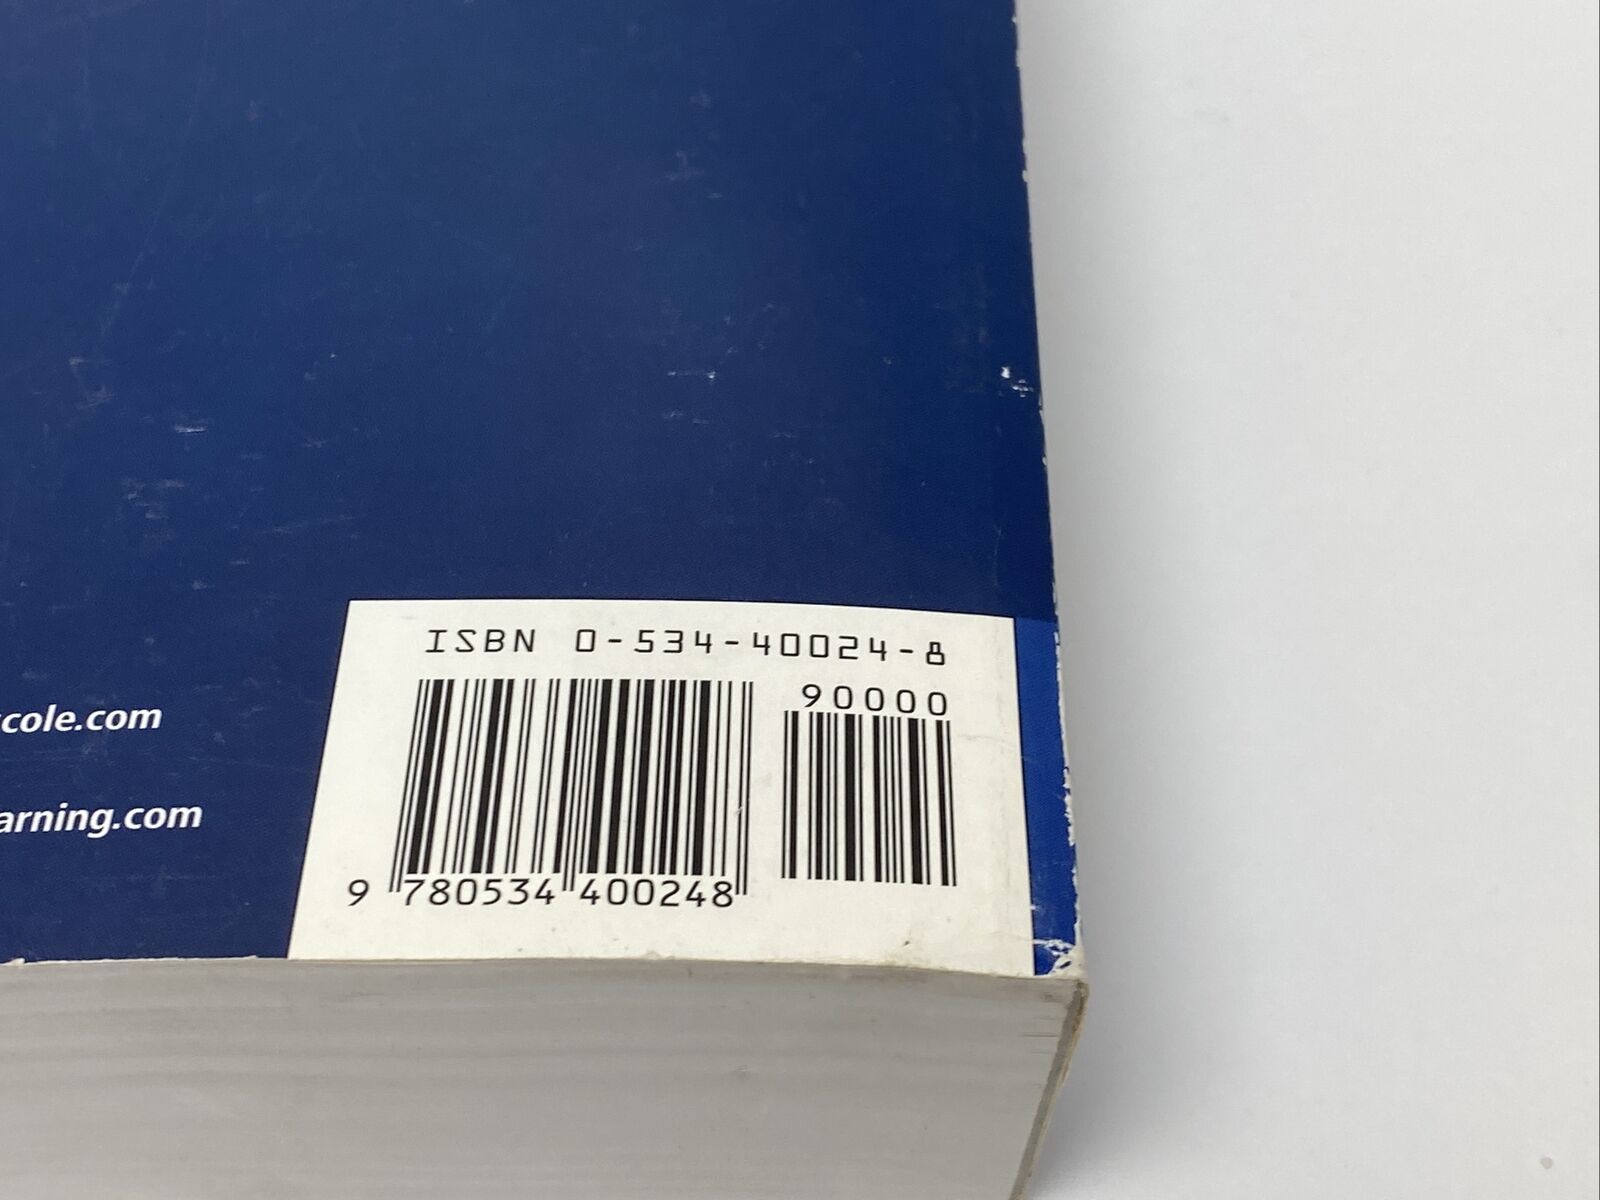 ISBN 0-534-40024-8
90000
cole.com
arning.com
9 780534 400248